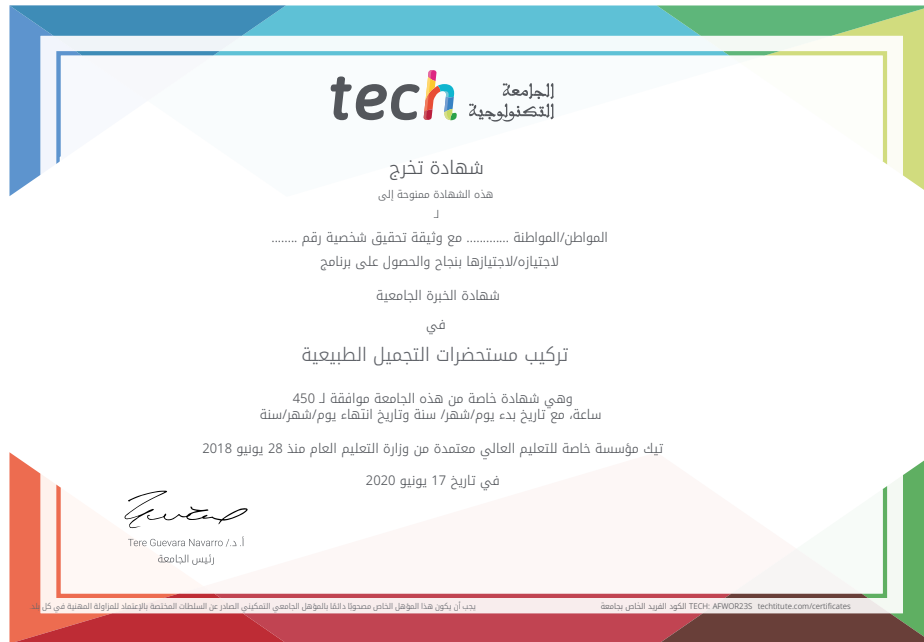 tech الجامعة
التكنولوجية
شهادة تخرج
هذه الشهادة ممنوحة إلى
لـ
المواطن/المواطنة ............. مع وثيقة تحقيق شخصية رقم ........
لاجتيازه/لاجتيازها بنجاح والحصول على برنامج
شهادة الخبرة الجامعية
في
تركيب مستحضرات التجميل الطبيعية
وهي شهادة خاصة من هذه الجامعة موافقة لـ 450
ساعة، مع تاريخ بدء يوم/شهر/ سنة وتاريخ انتهاء يوم/شهر/سنة
تيك مؤسسة خاصة للتعليم العالي معتمدة من وزارة التعليم العام منذ 28 يونيو 2018
في تاريخ 17 يونيو 2020
أ. د./ Tere Guevara Navarro
رئيس الجامعة
يجب أن يكون هذا المؤهل الخاص مصحوبًا دائمًا بالمؤهل الجامعي التمكيني الصادر عن السلطات المختصة بالإعتماد للمزاولة المهنية في كل بلد.
الكود الفريد الخاص بجامعة TECH: AFWOR23S techtitute.com/certificates